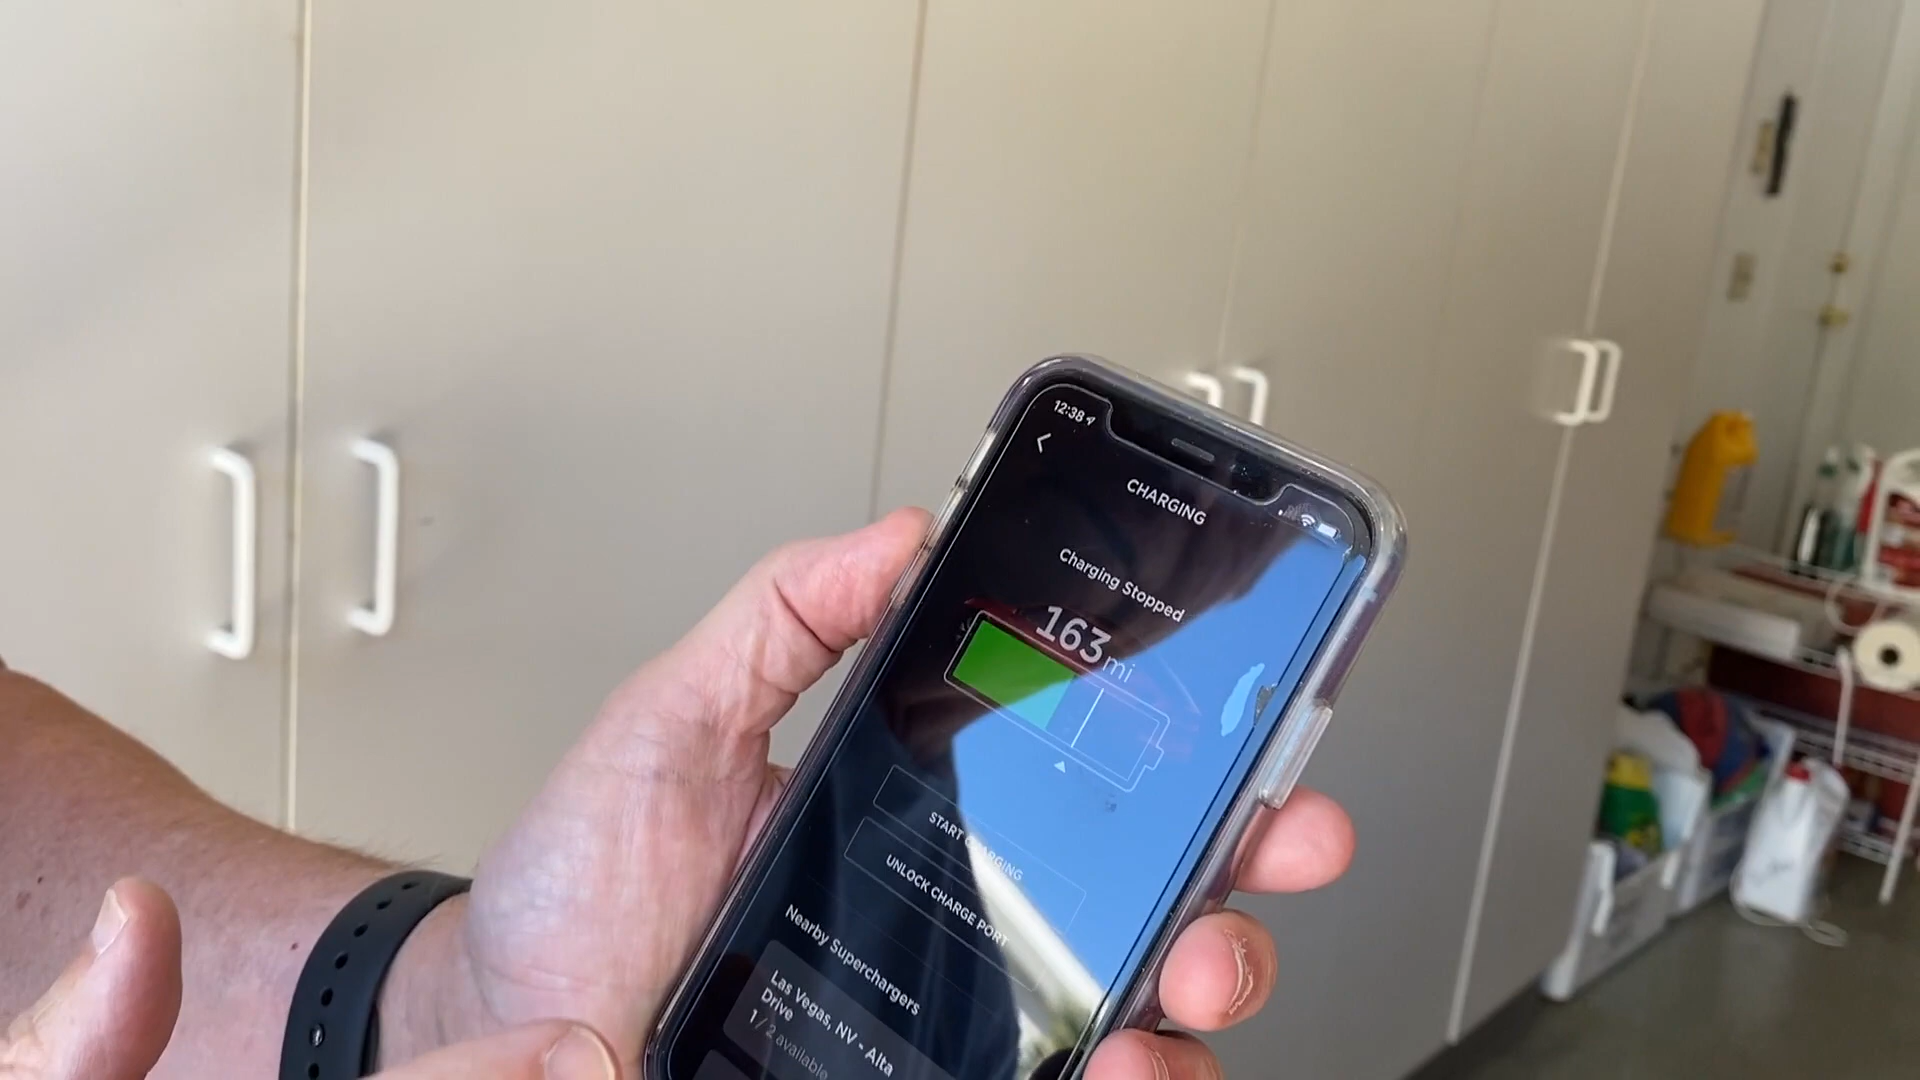 12:38
CHARGING
Charging Stopped
163 mi
START CHARGING
UNLOCK CHARGE PORT
Nearby Superchargers
Las Vegas, NV - Alta
Drive
1/2 available